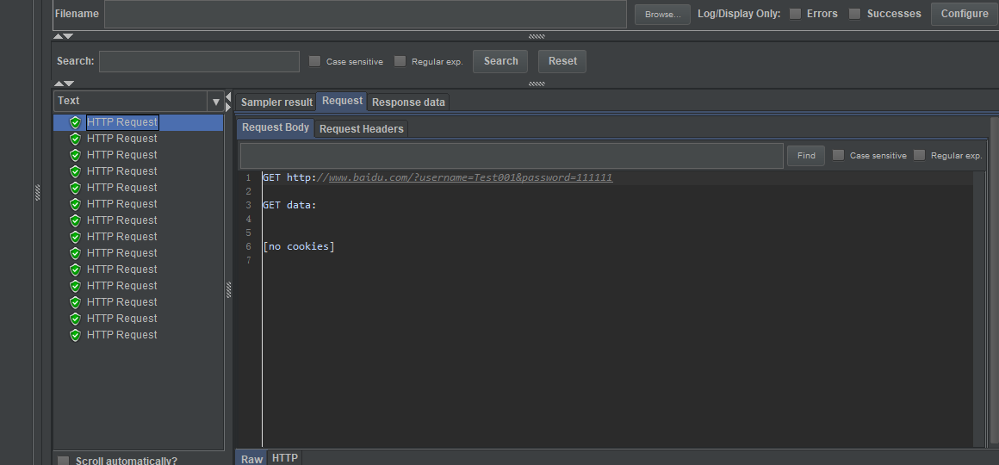 Filename Browse... Log/Display Only: Errors Successes Configure
Search: Case sensitive Regular exp. Search Reset
Text
Sampler result Request Response data
HTTP Request
HTTP Request
HTTP Request
HTTP Request
HTTP Request
HTTP Request
HTTP Request
HTTP Request
HTTP Request
HTTP Request
HTTP Request
HTTP Request
HTTP Request
HTTP Request
Scroll automatically?
Request Body Request Headers
Find Case sensitive Regular exp.
1 GET http://www.baidu.com/?username=Test001&password=111111
2
3 GET data:
4
5
6 [no cookies]
7
Raw HTTP